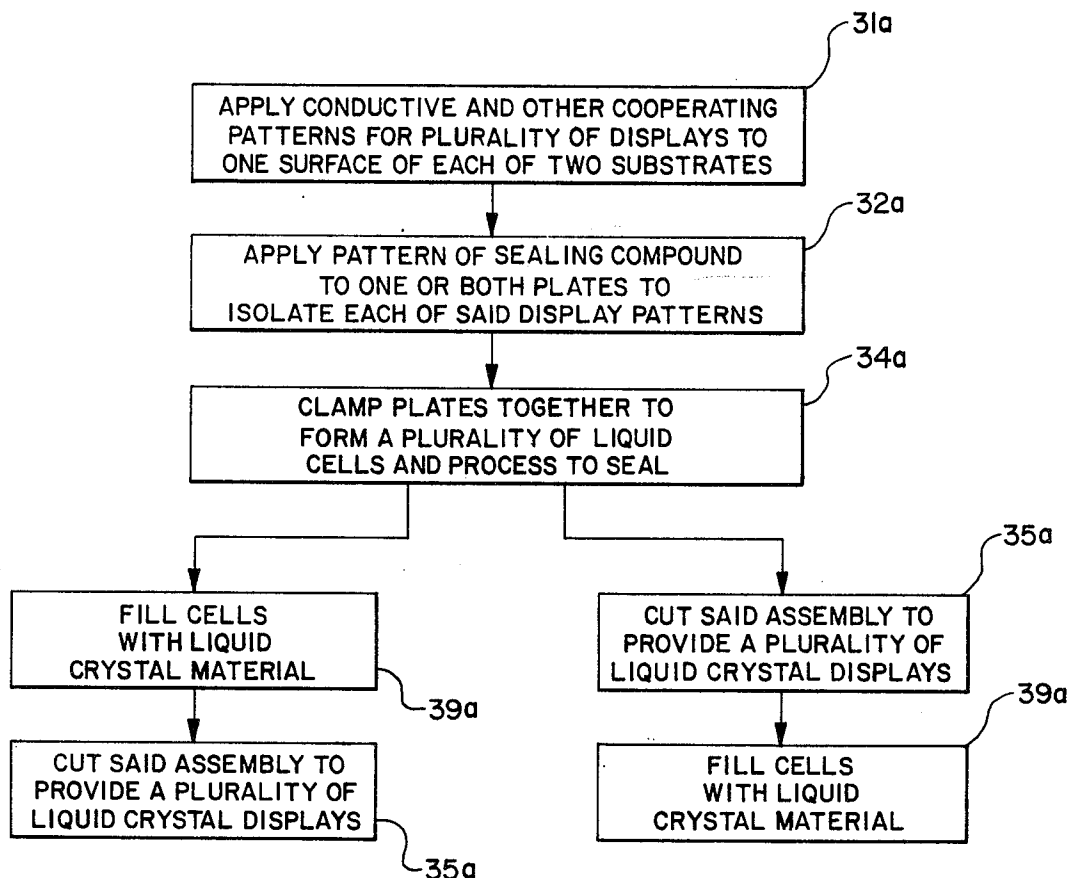 31a
APPLY CONDUCTIVE AND OTHER COOPERATING
PATTERNS FOR PLURALITY OF DISPLAYS TO
ONE SURFACE OF EACH OF TWO SUBSTRATES
32a
APPLY PATTERN OF SEALING COMPOUND
TO ONE OR BOTH PLATES TO
ISOLATE EACH OF SAID DISPLAY PATTERNS
34a
CLAMP PLATES TOGETHER TO
FORM A PLURALITY OF LIQUID
CELLS AND PROCESS TO SEAL
FILL CELLS
WITH LIQUID
CRYSTAL MATERIAL
39a
CUT SAID ASSEMBLY TO
PROVIDE A PLURALITY OF
LIQUID CRYSTAL DISPLAYS
35a
35a
CUT SAID ASSEMBLY TO
PROVIDE A PLURALITY OF
LIQUID CRYSTAL DISPLAYS
39a
FILL CELLS
WITH LIQUID
CRYSTAL MATERIAL